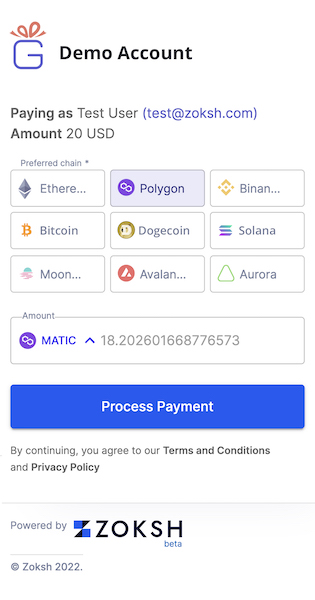 Demo Account
Paying as Test User (test@zoksh.com)
Amount 20 USD
Preferred chain *
Ethere... Polygon Binan...
Bitcoin Dogecoin Solana
Moon... Avalan... Aurora
Amount
MATIC 18.202601668776573
Process Payment
By continuing, you agree to our Terms and Conditions
and Privacy Policy
Powered by ZOKSH
beta
© Zoksh 2022.